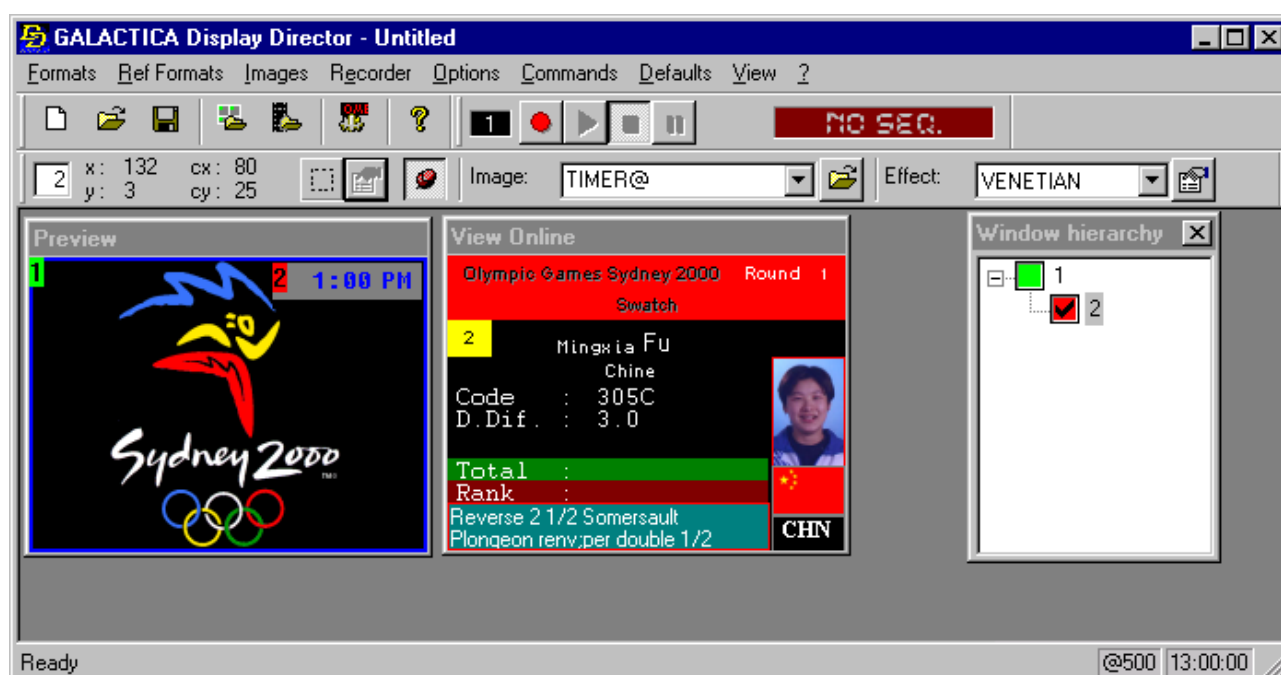 GALACTICA Display Director - Untitled
Formats Ref Formats Images Recorder Options Commands Defaults View ?
1 NO SEQ.
2 x: 132 cx: 80
y: 3 cy: 25
Image: TIMER@ Effect: VENETIAN
Preview
1 2 1:00 PM
Sydney 2000
View Online
Olympic Games Sydney 2000 Round 1
Swatch
2
Mingxia Fu
Chine
Code : 305C
D.Dif. : 3.0
Total :
Rank :
Reverse 2 1/2 Somersault
Plongeon renv;per double 1/2
CHN
Window hierarchy
1
2
Ready @500 13:00:00